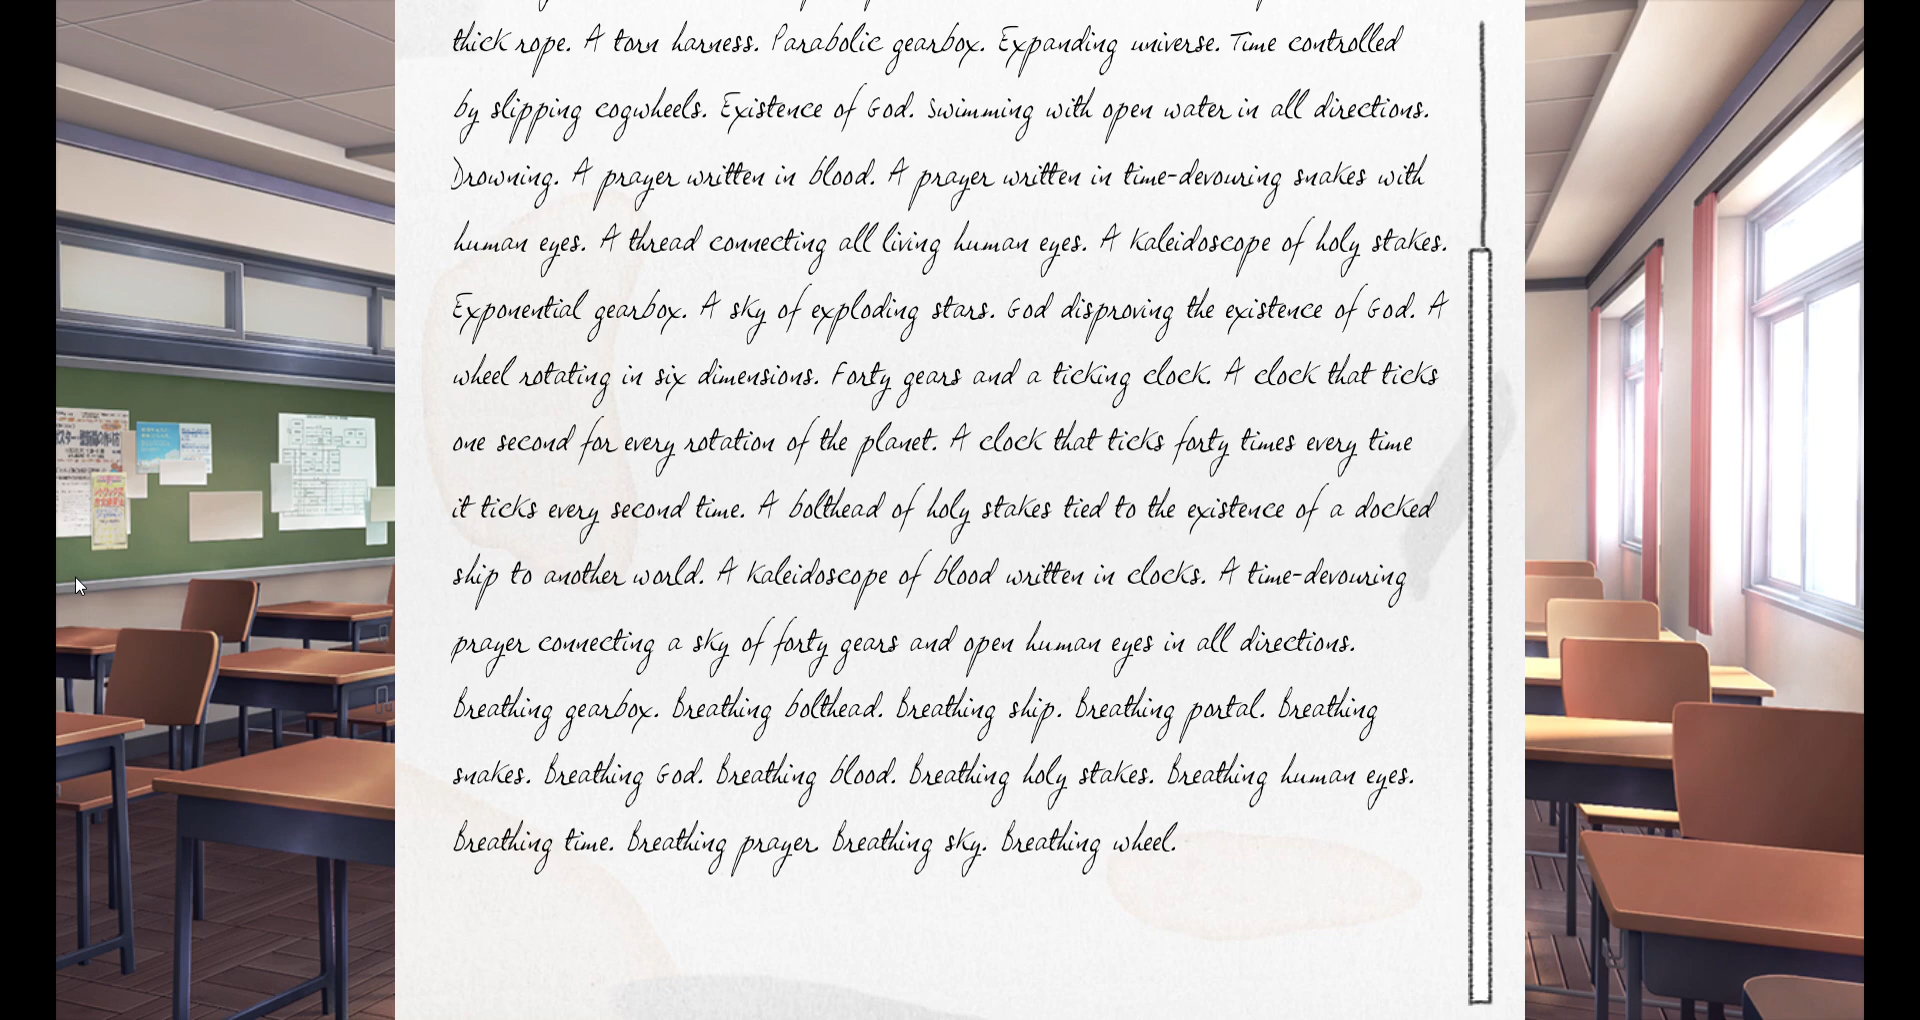 thick rope. A torn harness. Parabolic gearbox. Expanding universe. Time controlled
by slipping cogwheels. Existence of God. Swimming with open water in all directions.
Drowning. A prayer written in blood. A prayer written in time-devouring snakes with
human eyes. A thread connecting all living human eyes. A kaleidoscope of holy stakes.
Exponential gearbox. A sky of exploding stars. God disproving the existence of God. A
wheel rotating in six dimensions. Forty gears and a ticking clock. A clock that ticks
one second for every rotation of the planet. A clock that ticks forty times every time
it ticks every second time. A bolthead of holy stakes tied to the existence of a docked
ship to another world. A kaleidoscope of blood written in clocks. A time-devouring
prayer connecting a sky of forty gears and open human eyes in all directions.
Breathing gearbox. Breathing bolthead. Breathing ship. Breathing portal. Breathing
snakes. Breathing God. Breathing blood. Breathing holy stakes. Breathing human eyes.
Breathing time. Breathing prayer. Breathing sky. Breathing wheel.